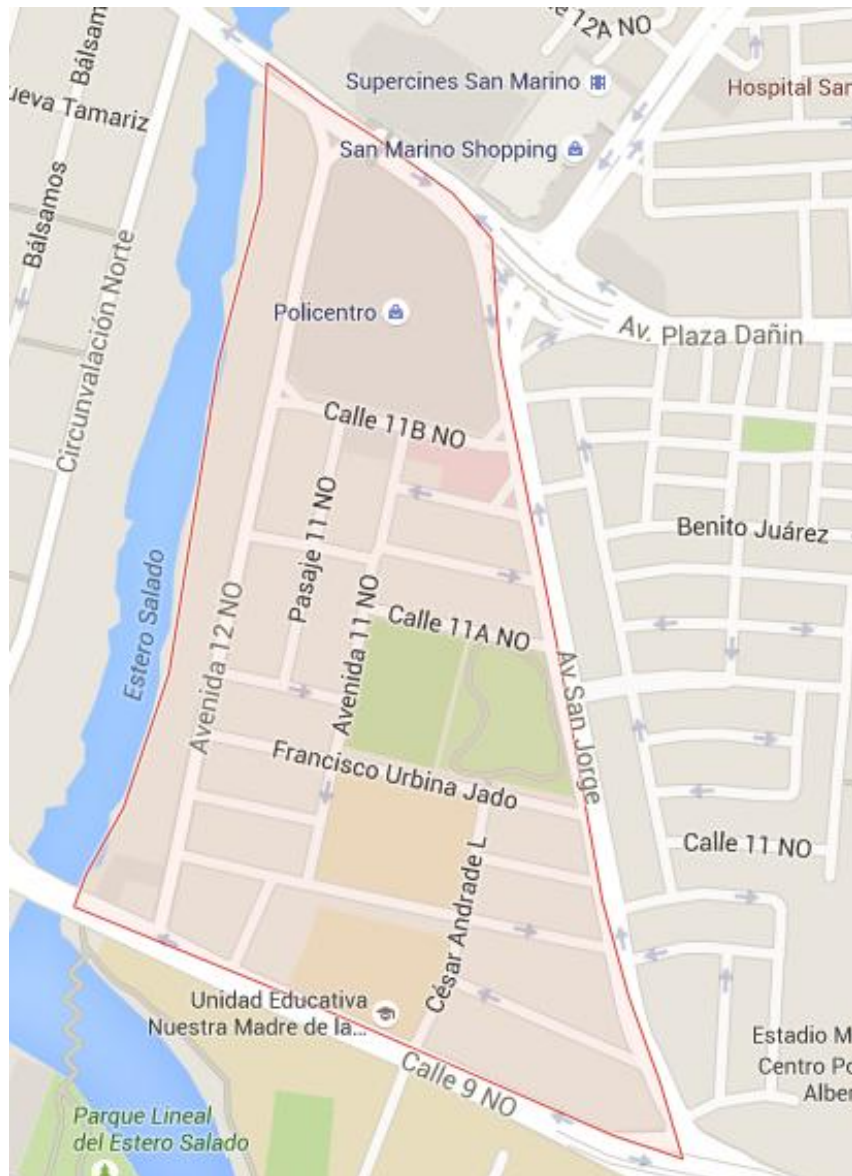 12A NO
Bálsamo
Supercines San Marino
Hospital Sar
ueva Tamariz
San Marino Shopping
Bálsamos
Circunvalación Norte
Policentro
Av. Plaza Dañin
Calle 11B NO
Pasaje 11 NO
Benito Juárez
Avenida 11 NO
Estero Salado
Calle 11A NO
Avenida 12 NO
Av. San Jorge
Francisco Urbina Jado
Calle 11 NO
César Andrade L
Unidad Educativa
Nuestra Madre de la...
Calle 9 NO
Estadio M
Centro Po
Alber
Parque Lineal
del Estero Salado